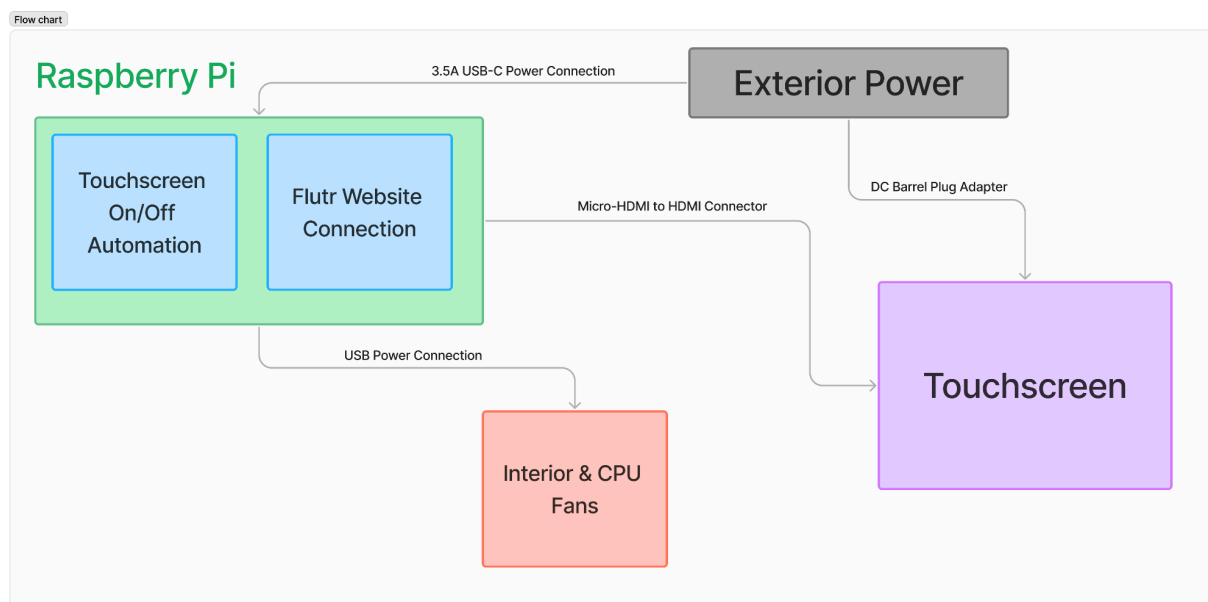 Flow chart
Raspberry Pi
3.5A USB-C Power Connection
Exterior Power
Touchscreen
On/Off
Automation
Flutr Website
Connection
DC Barrel Plug Adapter
Micro-HDMI to HDMI Connector
USB Power Connection
Touchscreen
Interior & CPU
Fans